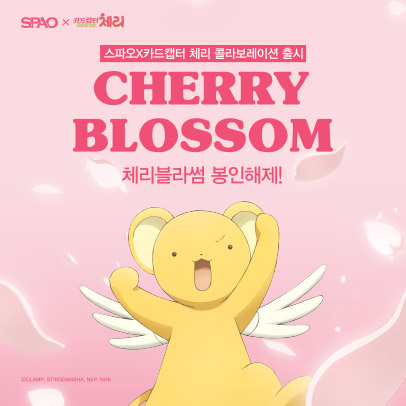 SPAO × 카드캡터 체리
스파오X카드캡터 체리 콜라보레이션 출시
CHERRY
BLOSSOM
체리블라썸 봉인해제!
©CLAMP, ST/KODANSHA, NEP, NHK